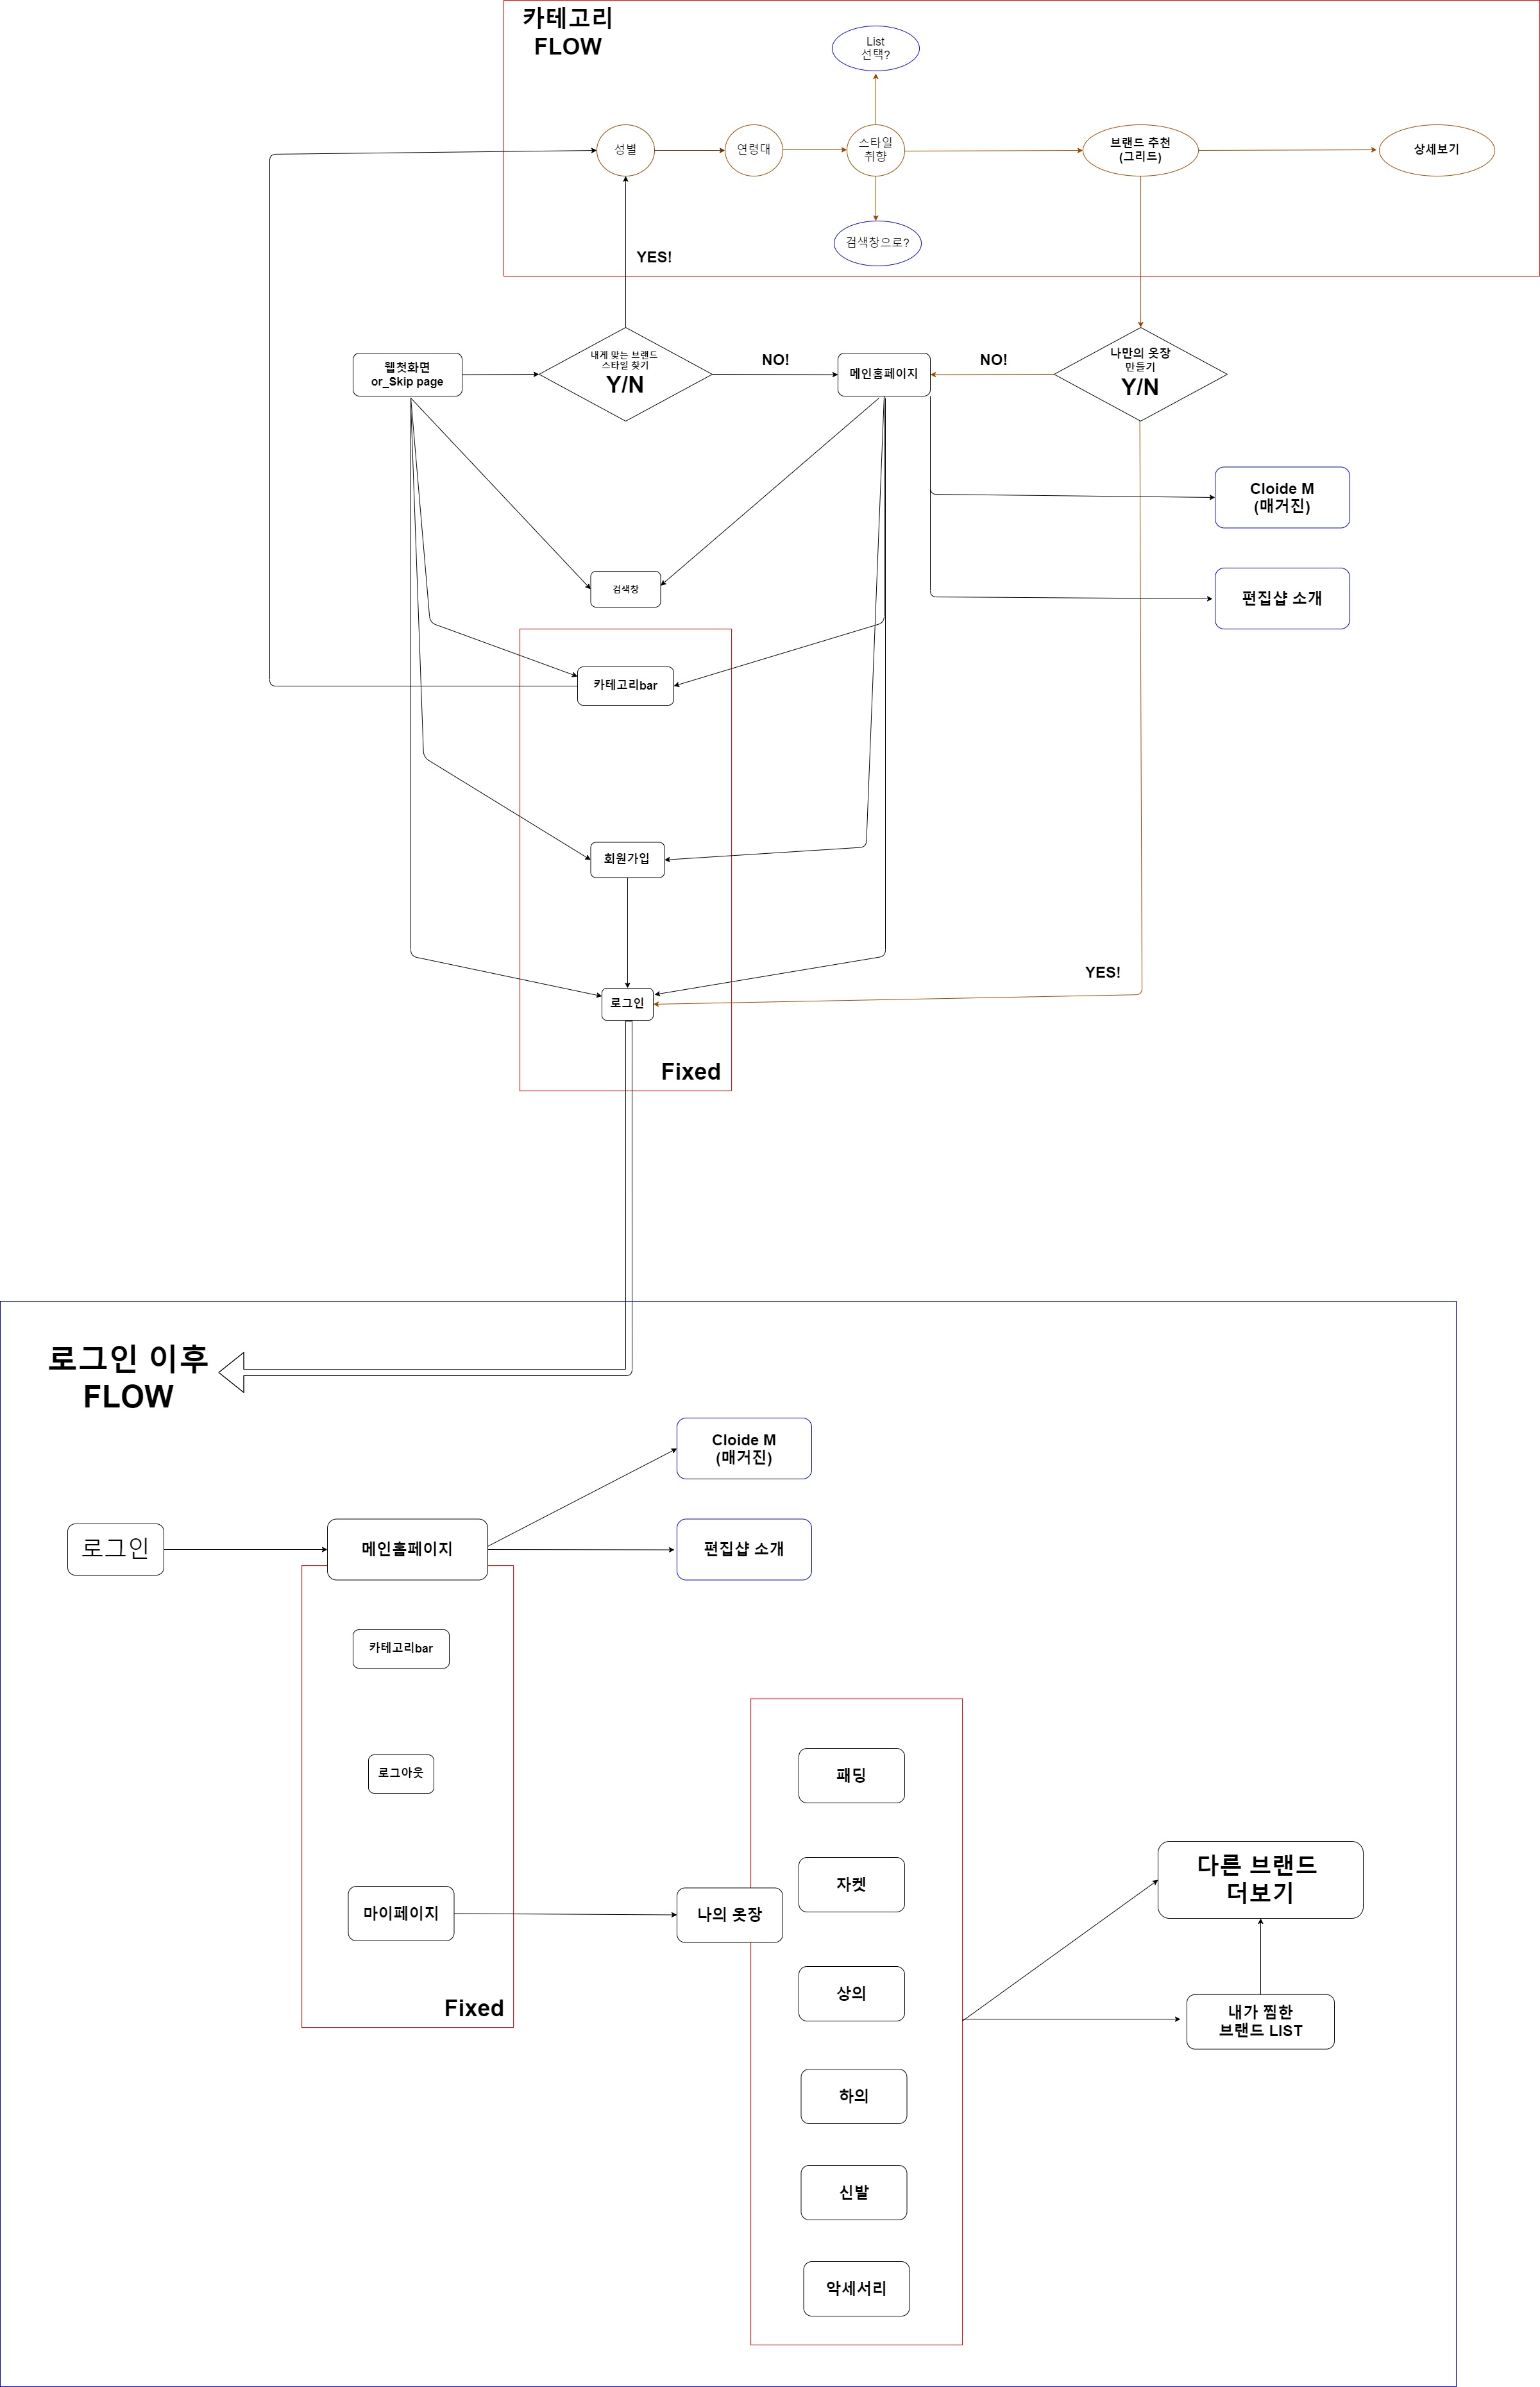 카테고리
FLOW
List
선택?
성별
연령대
스타일
취향
브랜드 추천
(그리드)
상세보기
검색창으로?
YES!
웹첫화면
or_Skip page
내게 맞는 브랜드
스타일 찾기
Y/N
NO!
메인홈페이지
NO!
나만의 옷장
만들기
Y/N
Cloide M
(매거진)
검색창
편집샵 소개
카테고리bar
회원가입
YES!
로그인
Fixed
로그인 이후
FLOW
Cloide M
(매거진)
로그인
메인홈페이지
편집샵 소개
카테고리bar
로그아웃
패딩
자켓
다른 브랜드
더보기
마이페이지
나의 옷장
상의
Fixed
내가 찜한
브랜드 LIST
하의
신발
악세서리